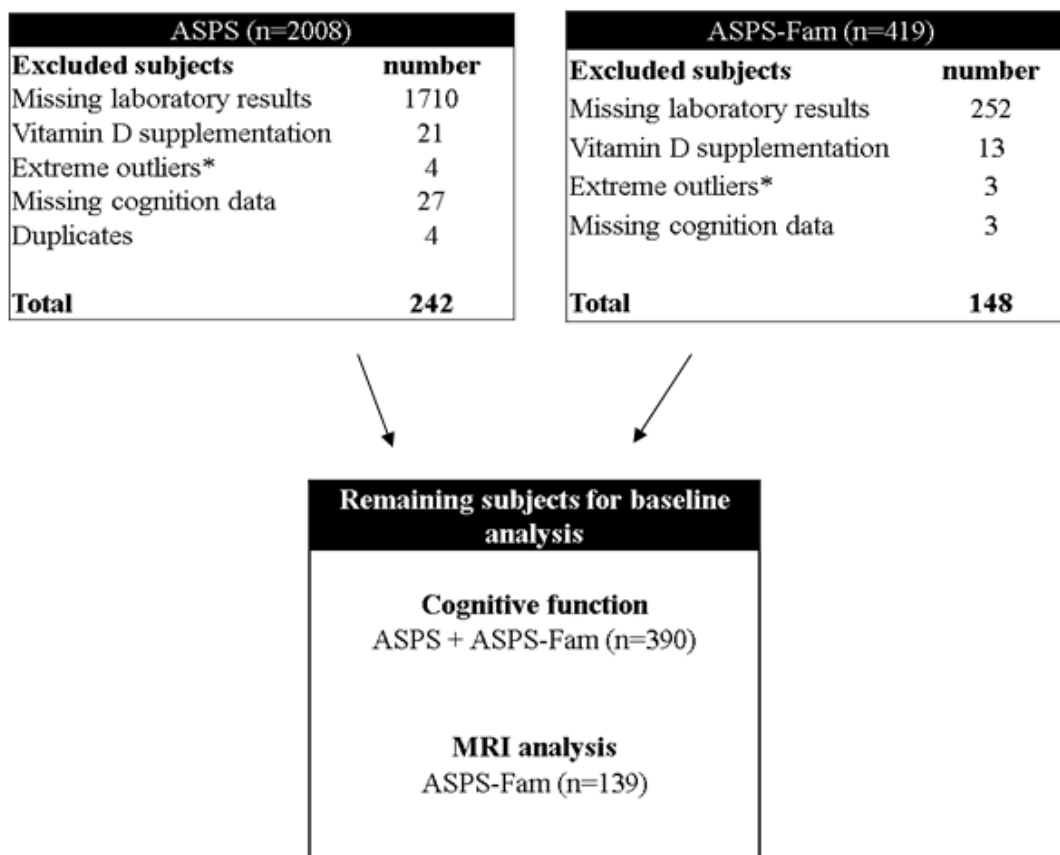 ASPS (n=2008)
Excluded subjects number
Missing laboratory results 1710
Vitamin D supplementation 21
Extreme outliers* 4
Missing cognition data 27
Duplicates 4
Total 242
ASPS-Fam (n=419)
Excluded subjects number
Missing laboratory results 252
Vitamin D supplementation 13
Extreme outliers* 3
Missing cognition data 3
Total 148
Remaining subjects for baseline
analysis
Cognitive function
ASPS + ASPS-Fam (n=390)
MRI analysis
ASPS-Fam (n=139)